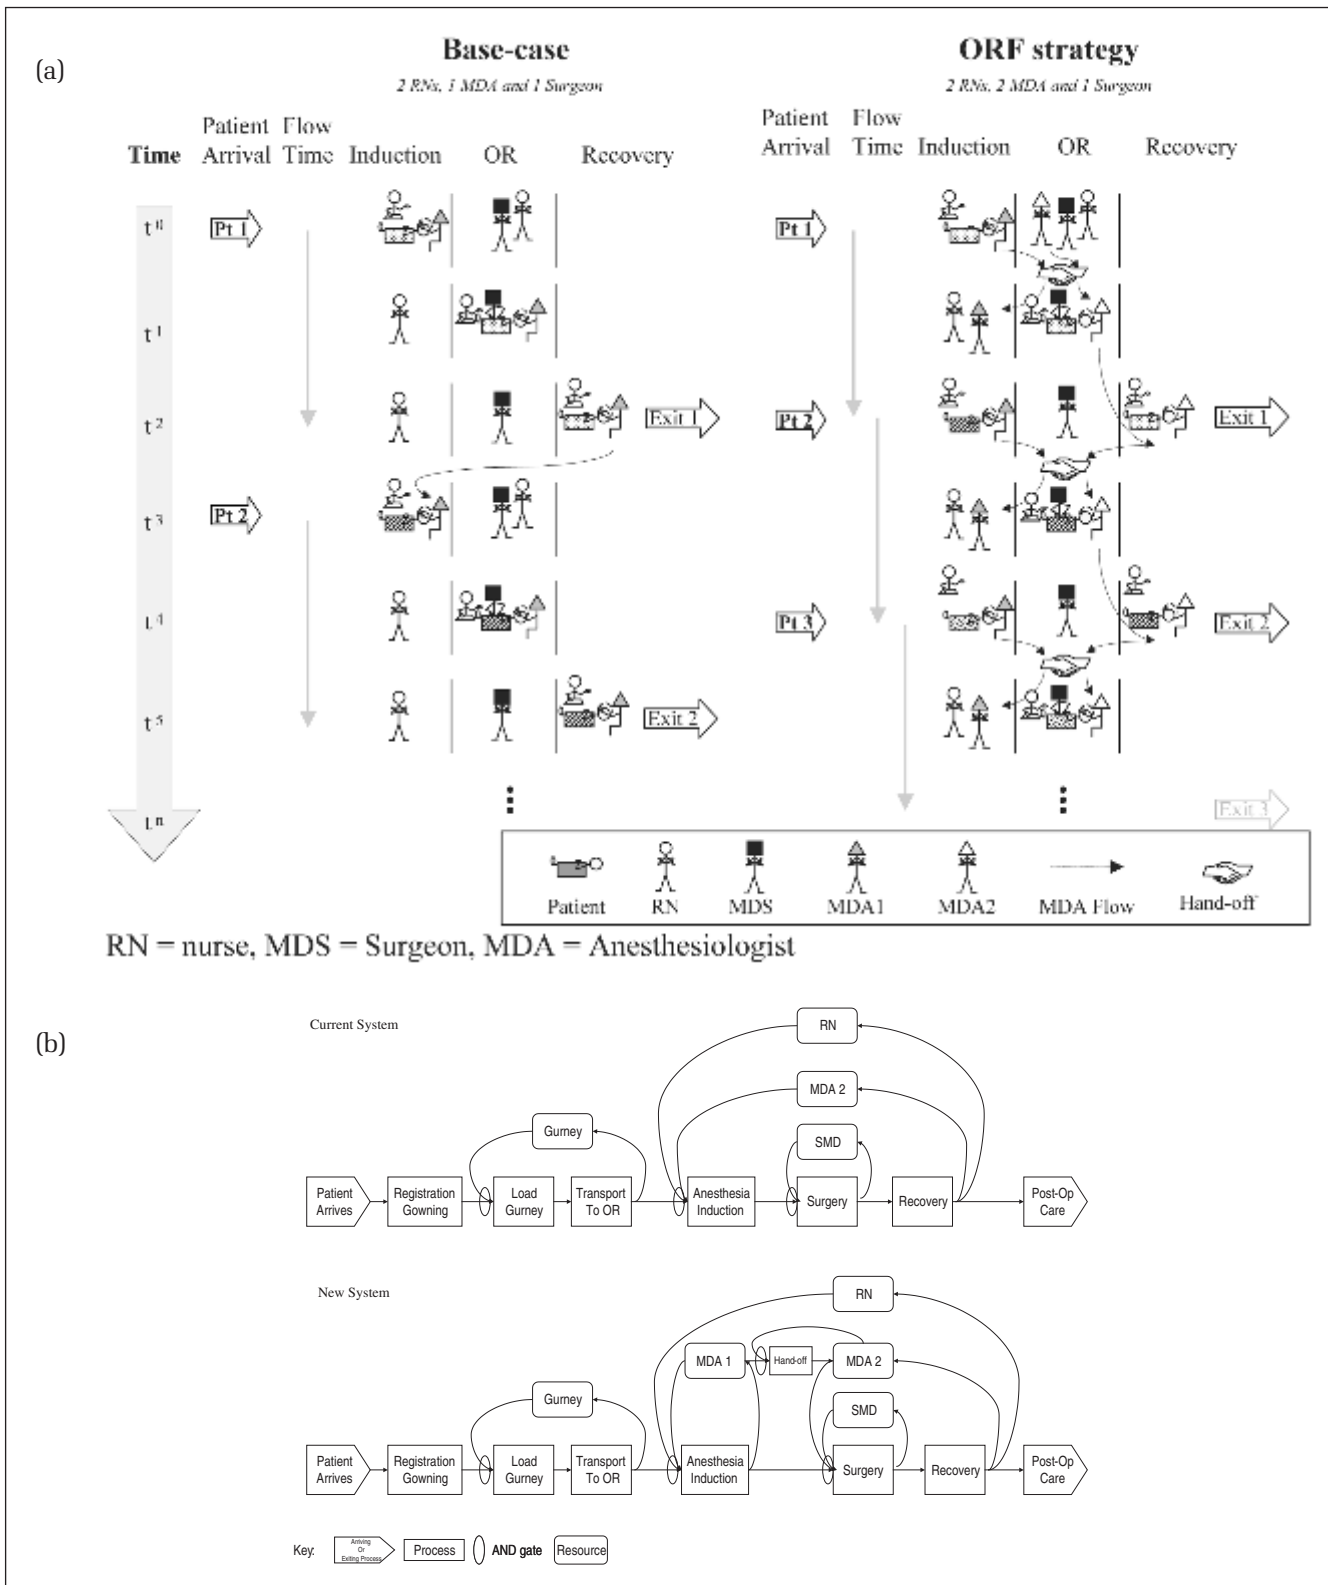 (a)
Base-case
2 RNs, 1 MDA and 1 Surgeon
ORF strategy
2 RNs, 2 MDA and 1 Surgeon
Time
Patient Arrival
Flow Time
Induction
OR
Recovery
Patient Arrival
Flow Time
Induction
OR
Recovery
t0
Pt 1
Pt 1
t1
t2
Exit 1
Pt 2
Exit 1
t3
Pt 2
t4
Pt 3
Exit 2
t5
Exit 2
tn
Exit 3
Patient
RN
MDS
MDA1
MDA2
MDA Flow
Hand-off
RN = nurse, MDS = Surgeon, MDA = Anesthesiologist
(b)
Current System
RN
MDA 2
Gurney
SMD
Patient Arrives
Registration Gowning
Load Gurney
Transport To OR
Anesthesia Induction
Surgery
Recovery
Post-Op Care
New System
RN
MDA 1
Hand-off
MDA 2
Gurney
SMD
Patient Arrives
Registration Gowning
Load Gurney
Transport To OR
Anesthesia Induction
Surgery
Recovery
Post-Op Care
Key:
Arriving Or Exiting Process
Process
AND gate
Resource